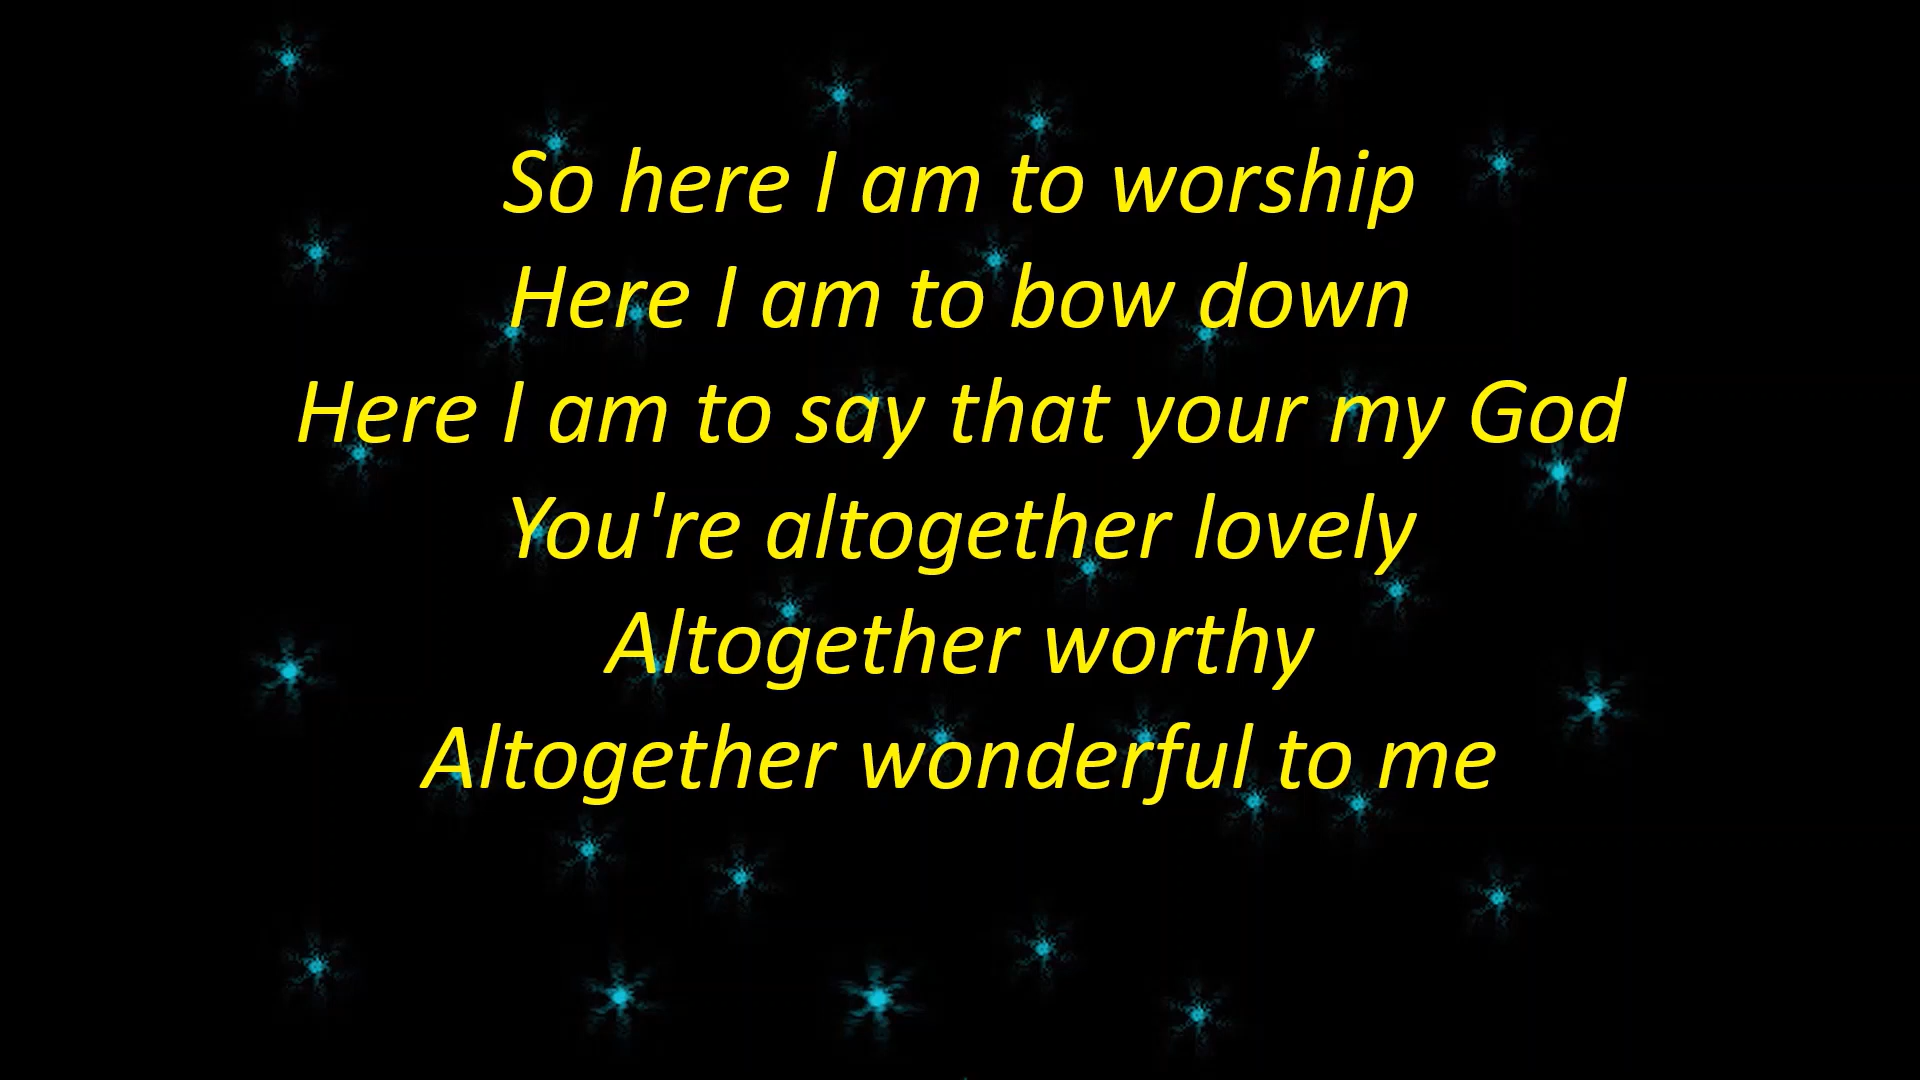 So here I am to worship
Here I am to bow down
Here I am to say that your my God
You're altogether lovely
Altogether worthy
Altogether wonderful to me